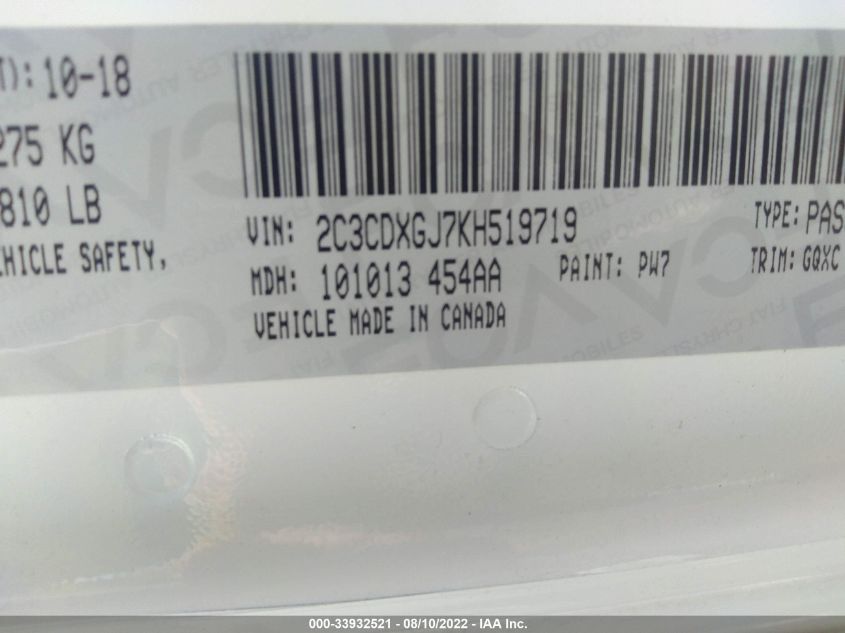 T): 10-18
275 KG
810 LB
EHICLE SAFETY,
VIN: 2C3CDXGJ7KH519719
TYPE: PAS
MDH: 101013 454AA
PAINT: PW7
TRIM: GQXC
VEHICLE MADE IN CANADA
000-33932521 - 08/10/2022 - IAA Inc.